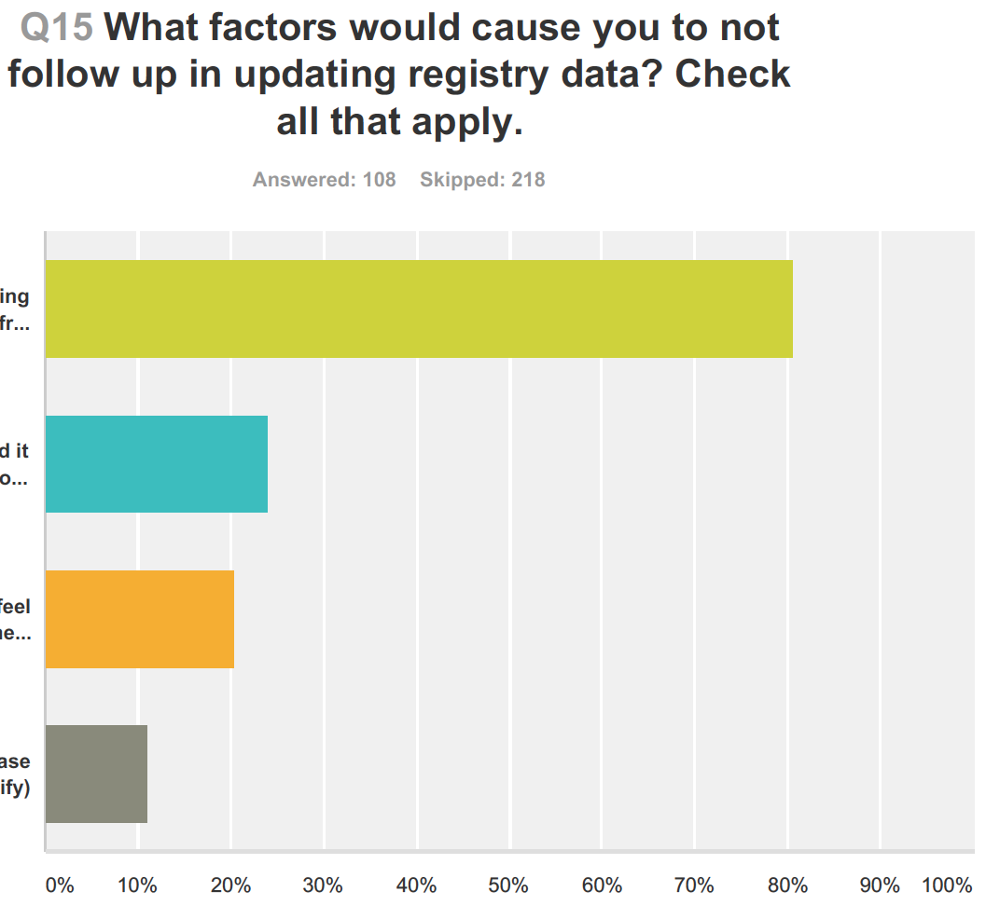 Q15 What factors would cause you to not
follow up in updating registry data? Check
all that apply.
Answered: 108 Skipped: 218
ing
fr...
d it
o...
feel
e...
ase
ify)
0% 10% 20% 30% 40% 50% 60% 70% 80% 90% 100%